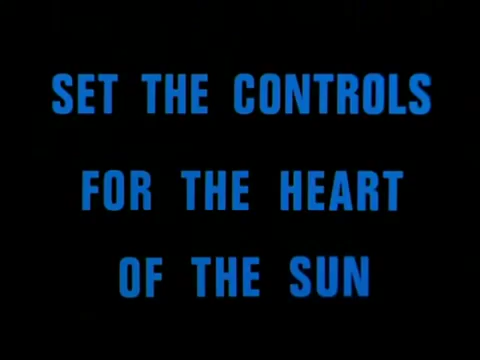 SET THE CONTROLS
FOR THE HEART
OF THE SUN